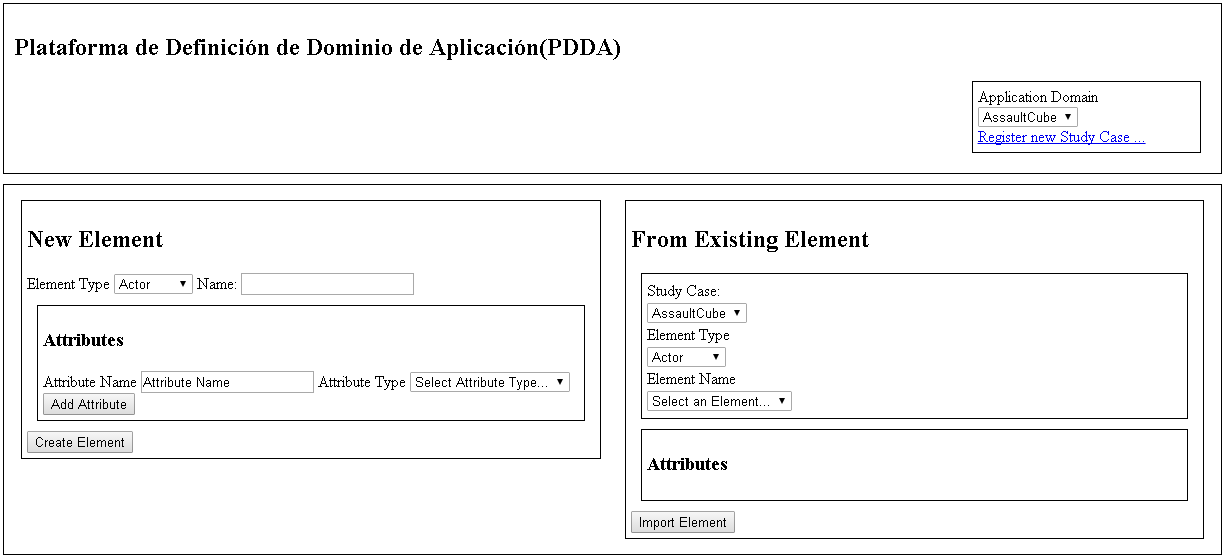 Plataforma de Definición de Dominio de Aplicación(PDDA)
Application Domain
AssaultCube
Register new Study Case ...
New Element
Element Type Actor Name:
Attributes
Attribute Name Attribute Name Attribute Type Select Attribute Type...
Add Attribute
Create Element
From Existing Element
Study Case:
AssaultCube
Element Type
Actor
Element Name
Select an Element...
Attributes
Import Element